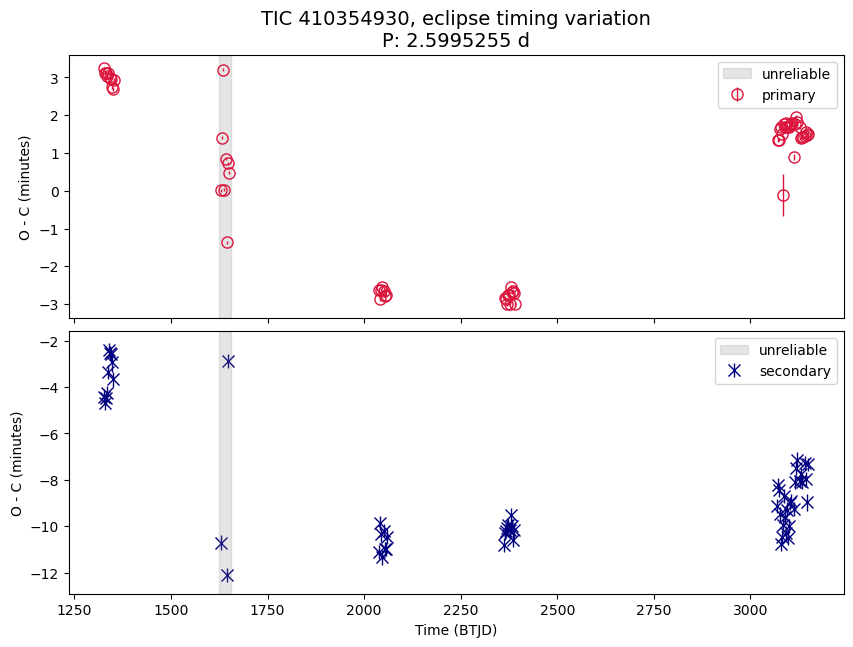 TIC 410354930, eclipse timing variation
P: 2.5995255 d
O - C (minutes)
3
2
1
0
−1
−2
−3
unreliable
primary
O - C (minutes)
−2
−4
−6
−8
−10
−12
unreliable
secondary
1250 1500 1750 2000 2250 2500 2750 3000
Time (BTJD)